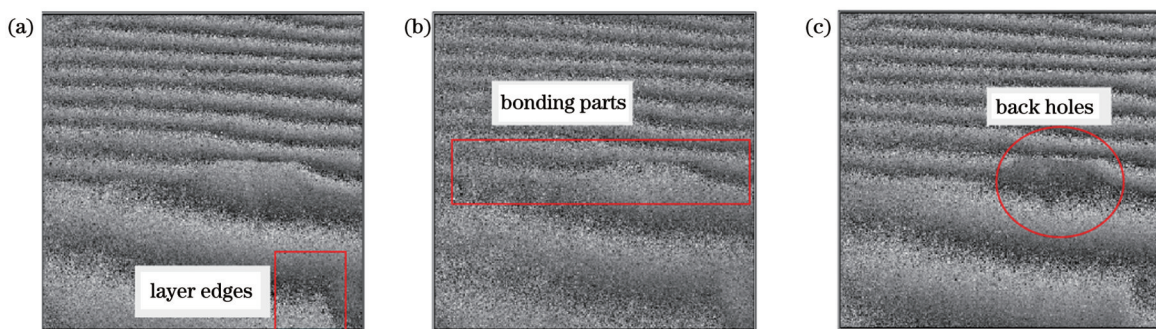 (a)
(b)
(c)
bonding parts
back holes
layer edges